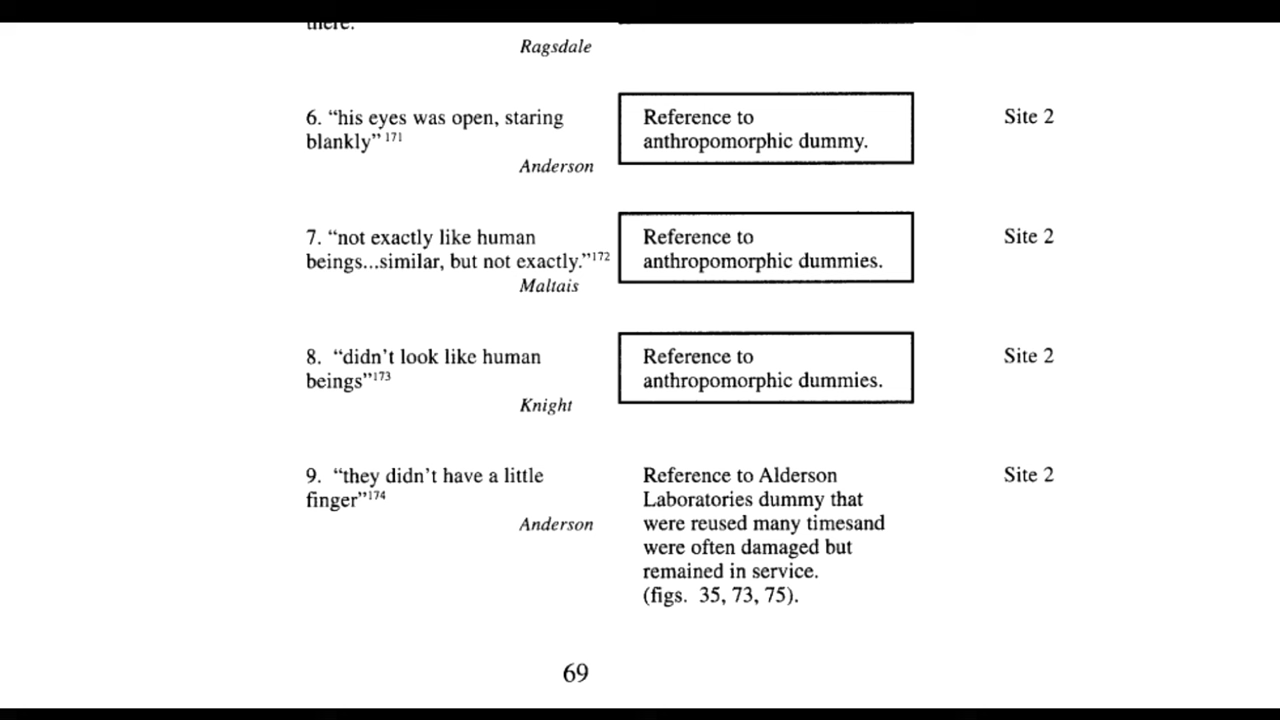 there.
Ragsdale
6. “his eyes was open, staring
blankly” 171
Anderson
Reference to
anthropomorphic dummy.
Site 2
7. “not exactly like human
beings...similar, but not exactly.”172
Maltais
Reference to
anthropomorphic dummies.
Site 2
8. “didn’t look like human
beings”173
Knight
Reference to
anthropomorphic dummies.
Site 2
9. “they didn’t have a little
finger”174
Anderson
Reference to Alderson
Laboratories dummy that
were reused many timesand
were often damaged but
remained in service.
(figs. 35, 73, 75).
Site 2
69